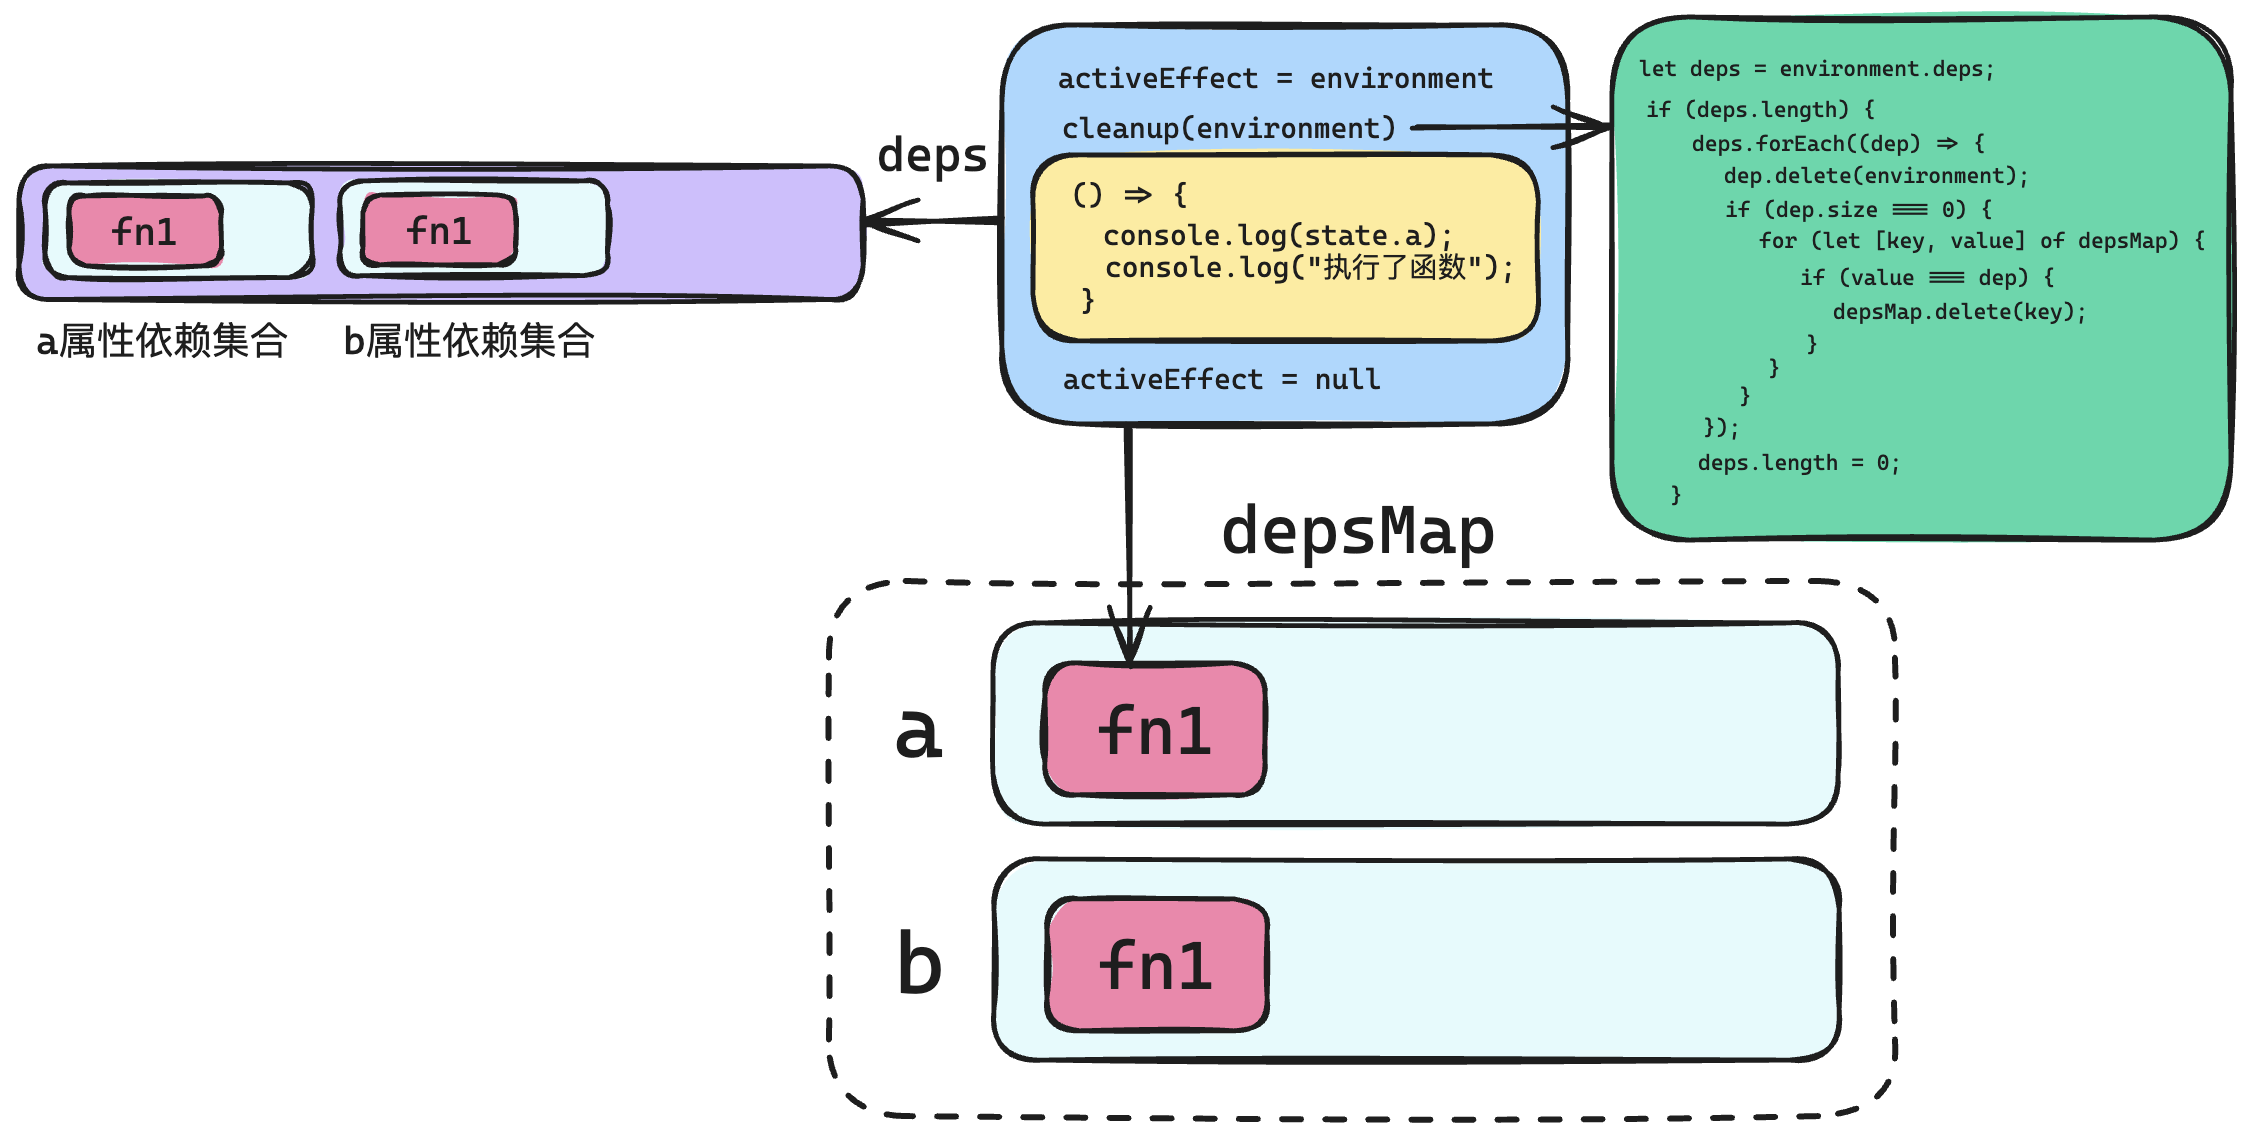 deps
fn1
fn1
a属性依赖集合
b属性依赖集合
activeEffect = environment
cleanup(environment)
() => {
console.log(state.a);
console.log("执行了函数");
}
activeEffect = null
let deps = environment.deps;
if (deps.length) {
deps.forEach((dep) => {
dep.delete(environment);
if (dep.size === 0) {
for (let [key, value] of depsMap) {
if (value === dep) {
depsMap.delete(key);
}
}
}
});
deps.length = 0;
}
depsMap
a
fn1
b
fn1